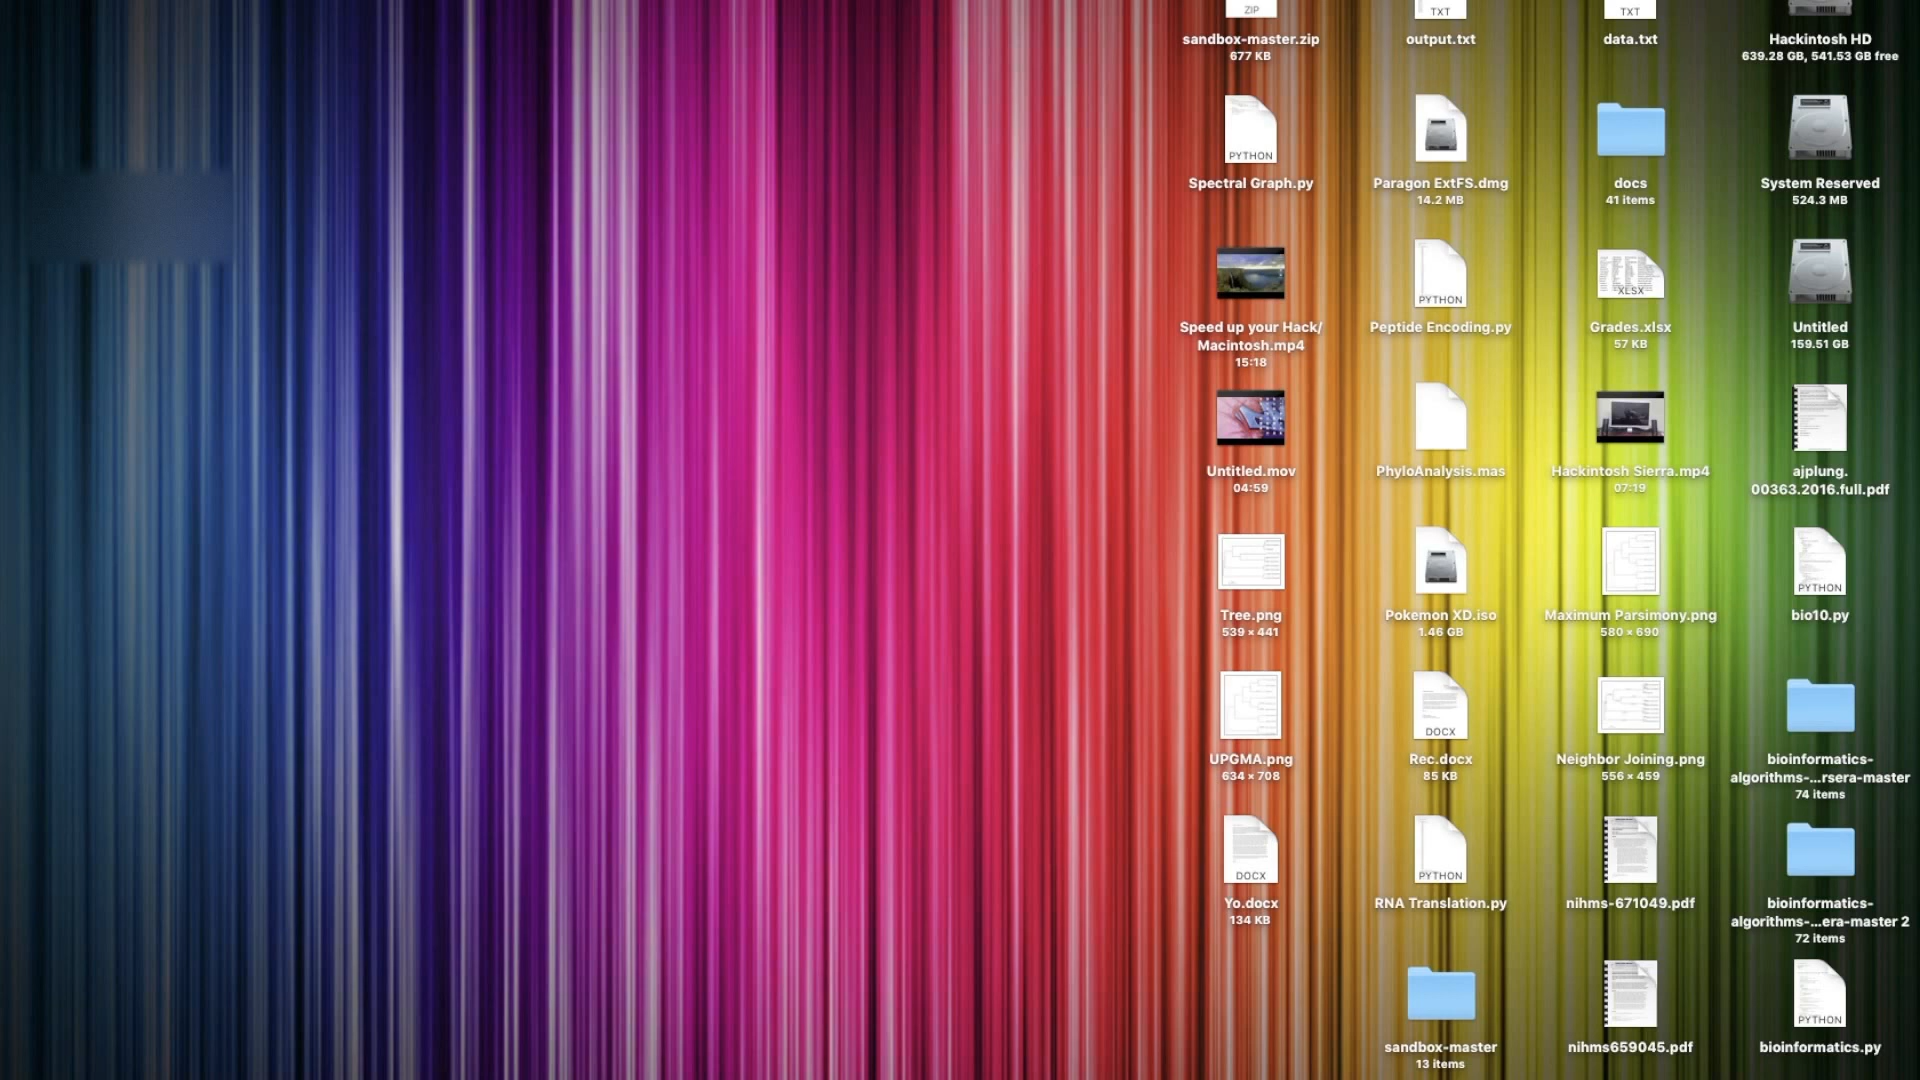 ZIP
sandbox-master.zip
677 KB
TXT
output.txt
TXT
data.txt
Hackintosh HD
639.28 GB, 541.53 GB free
PYTHON
Spectral Graph.py
Paragon ExtFS.dmg
14.2 MB
docs
41 items
System Reserved
524.3 MB
Speed up your Hack/
Macintosh.mp4
15:18
PYTHON
Peptide Encoding.py
XLSX
Grades.xlsx
57 KB
Untitled
159.51 GB
Untitled.mov
04:59
PhyloAnalysis.mas
Hackintosh Sierra.mp4
07:19
ajplung.
00363.2016.full.pdf
Tree.png
539 × 441
Pokemon XD.iso
1.46 GB
Maximum Parsimony.png
580 × 690
PYTHON
bio10.py
UPGMA.png
634 × 708
DOCX
Rec.docx
85 KB
Neighbor Joining.png
556 × 459
bioinformatics-
algorithms-...rsera-master
74 items
DOCX
Yo.docx
134 KB
PYTHON
RNA Translation.py
nihms-671049.pdf
bioinformatics-
algorithms-...era-master 2
72 items
sandbox-master
13 items
nihms659045.pdf
PYTHON
bioinformatics.py